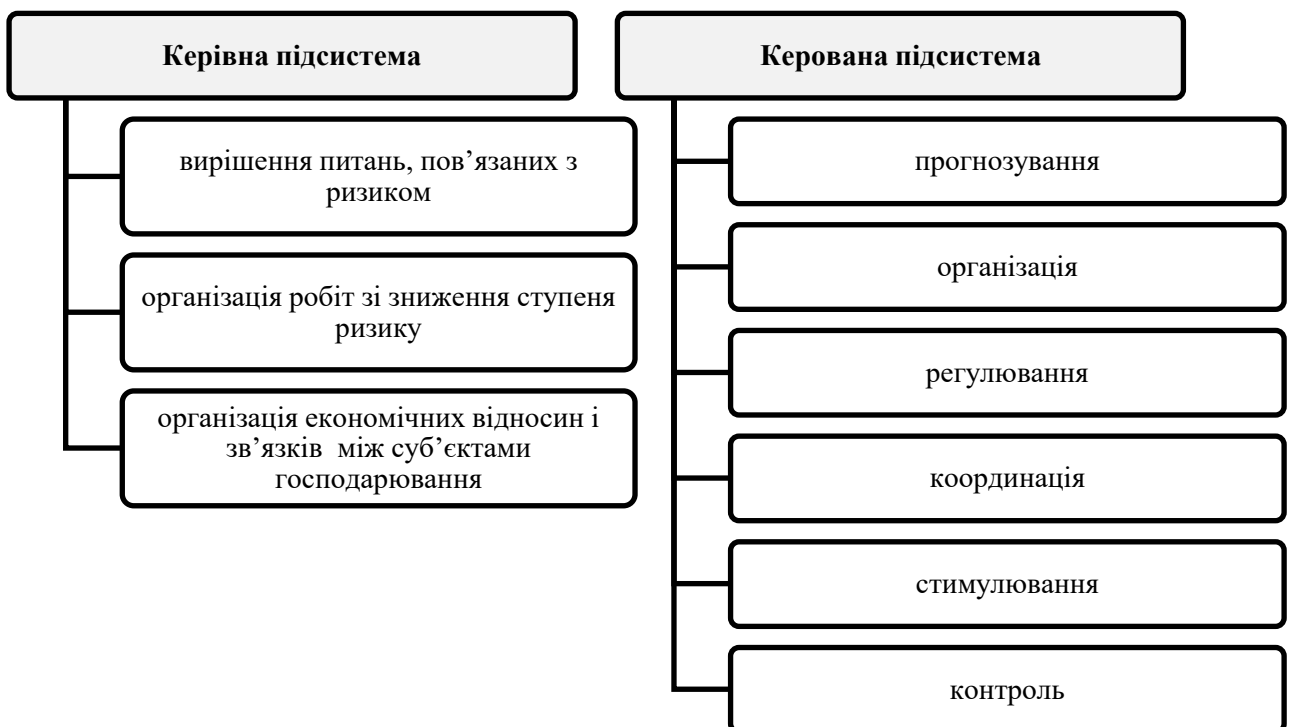 Керівна підсистема
вирішення питань, пов’язаних з
ризиком
організація робіт зі зниження ступеня
ризику
організація економічних відносин і
зв’язків  між суб’єктами
господарювання
Керована підсистема
прогнозування
організація
регулювання
координація
стимулювання
контроль